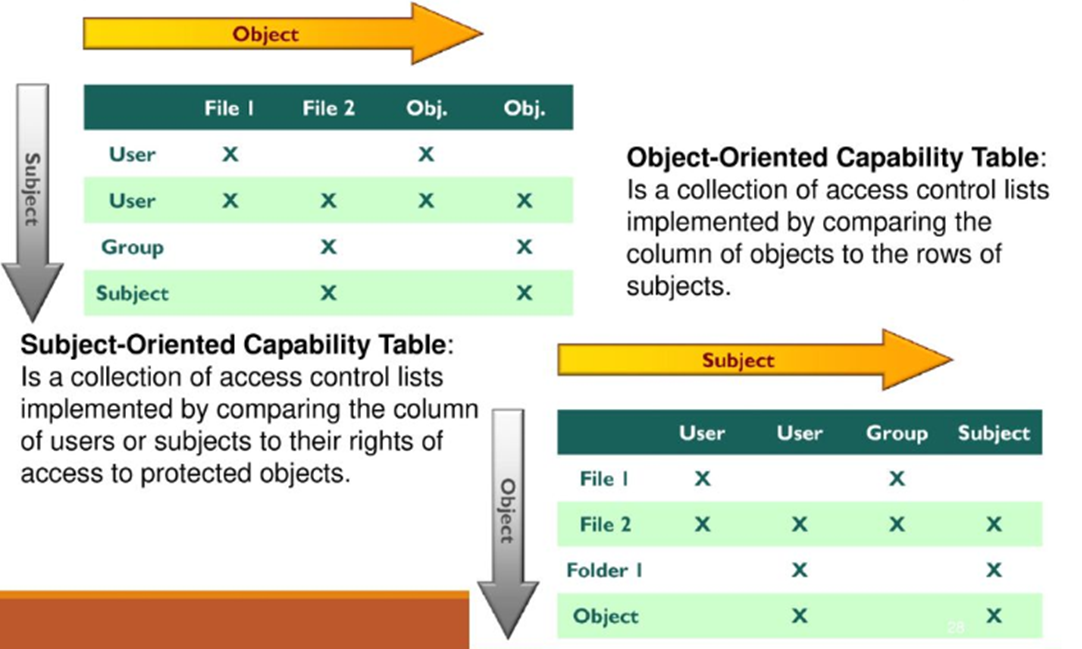 Object
Subject
File 1 File 2 Obj. Obj.
User X X
User X X X X
Group X X
Subject X X
Object-Oriented Capability Table:
Is a collection of access control lists
implemented by comparing the
column of objects to the rows of
subjects.
Subject-Oriented Capability Table:
Is a collection of access control lists
implemented by comparing the column
of users or subjects to their rights of
access to protected objects.
Subject
Object
User User Group Subject
File 1 X X
File 2 X X X X
Folder 1 X X
Object X X
28